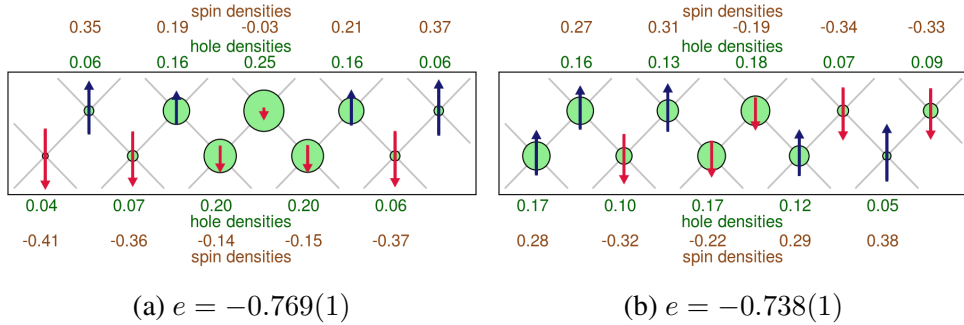 spin densities
0.35 0.19 -0.03 0.21 0.37
hole densities
0.06 0.16 0.25 0.16 0.06
0.04 0.07 0.20 0.20 0.06
hole densities
-0.41 -0.36 -0.14 -0.15 -0.37
spin densities
(a) e = −0.769(1)
spin densities
0.27 0.31 -0.19 -0.34 -0.33
hole densities
0.16 0.13 0.18 0.07 0.09
0.17 0.10 0.17 0.12 0.05
hole densities
0.28 -0.32 -0.22 0.29 0.38
spin densities
(b) e = −0.738(1)